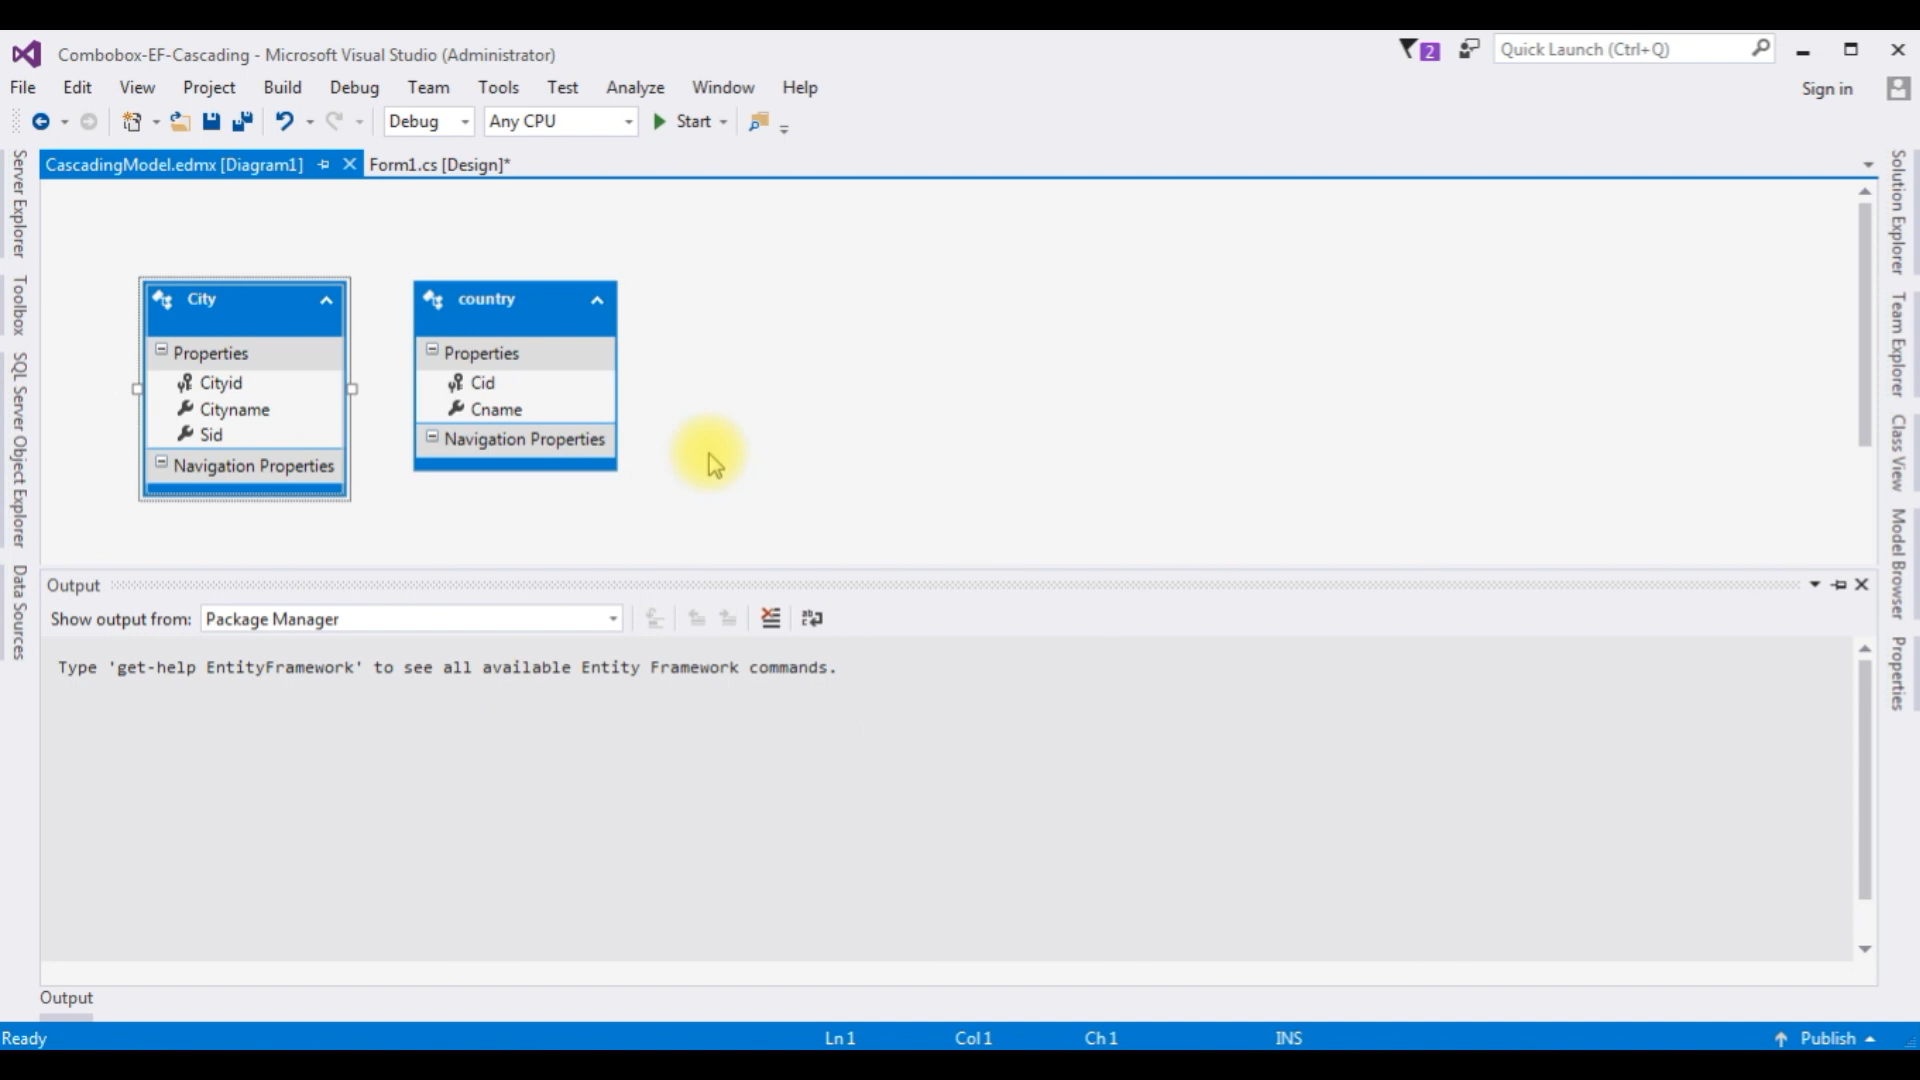 Combobox-EF-Cascading - Microsoft Visual Studio (Administrator)
2
Quick Launch (Ctrl+Q)
File Edit View Project Build Debug Team Tools Test Analyze Window Help
Sign in
Debug Any CPU Start
CascadingModel.edmx [Diagram1] Form1.cs [Design]*
Server Explorer
Toolbox
SQL Server Object Explorer
Data Sources
City
Properties
Cityid
Cityname
Sid
Navigation Properties
country
Properties
Cid
Cname
Navigation Properties
Solution Explorer
Team Explorer
Class View
Model Browser
Properties
Output
Show output from: Package Manager
Type 'get-help EntityFramework' to see all available Entity Framework commands.
Output
Ready Ln 1 Col 1 Ch 1 INS Publish